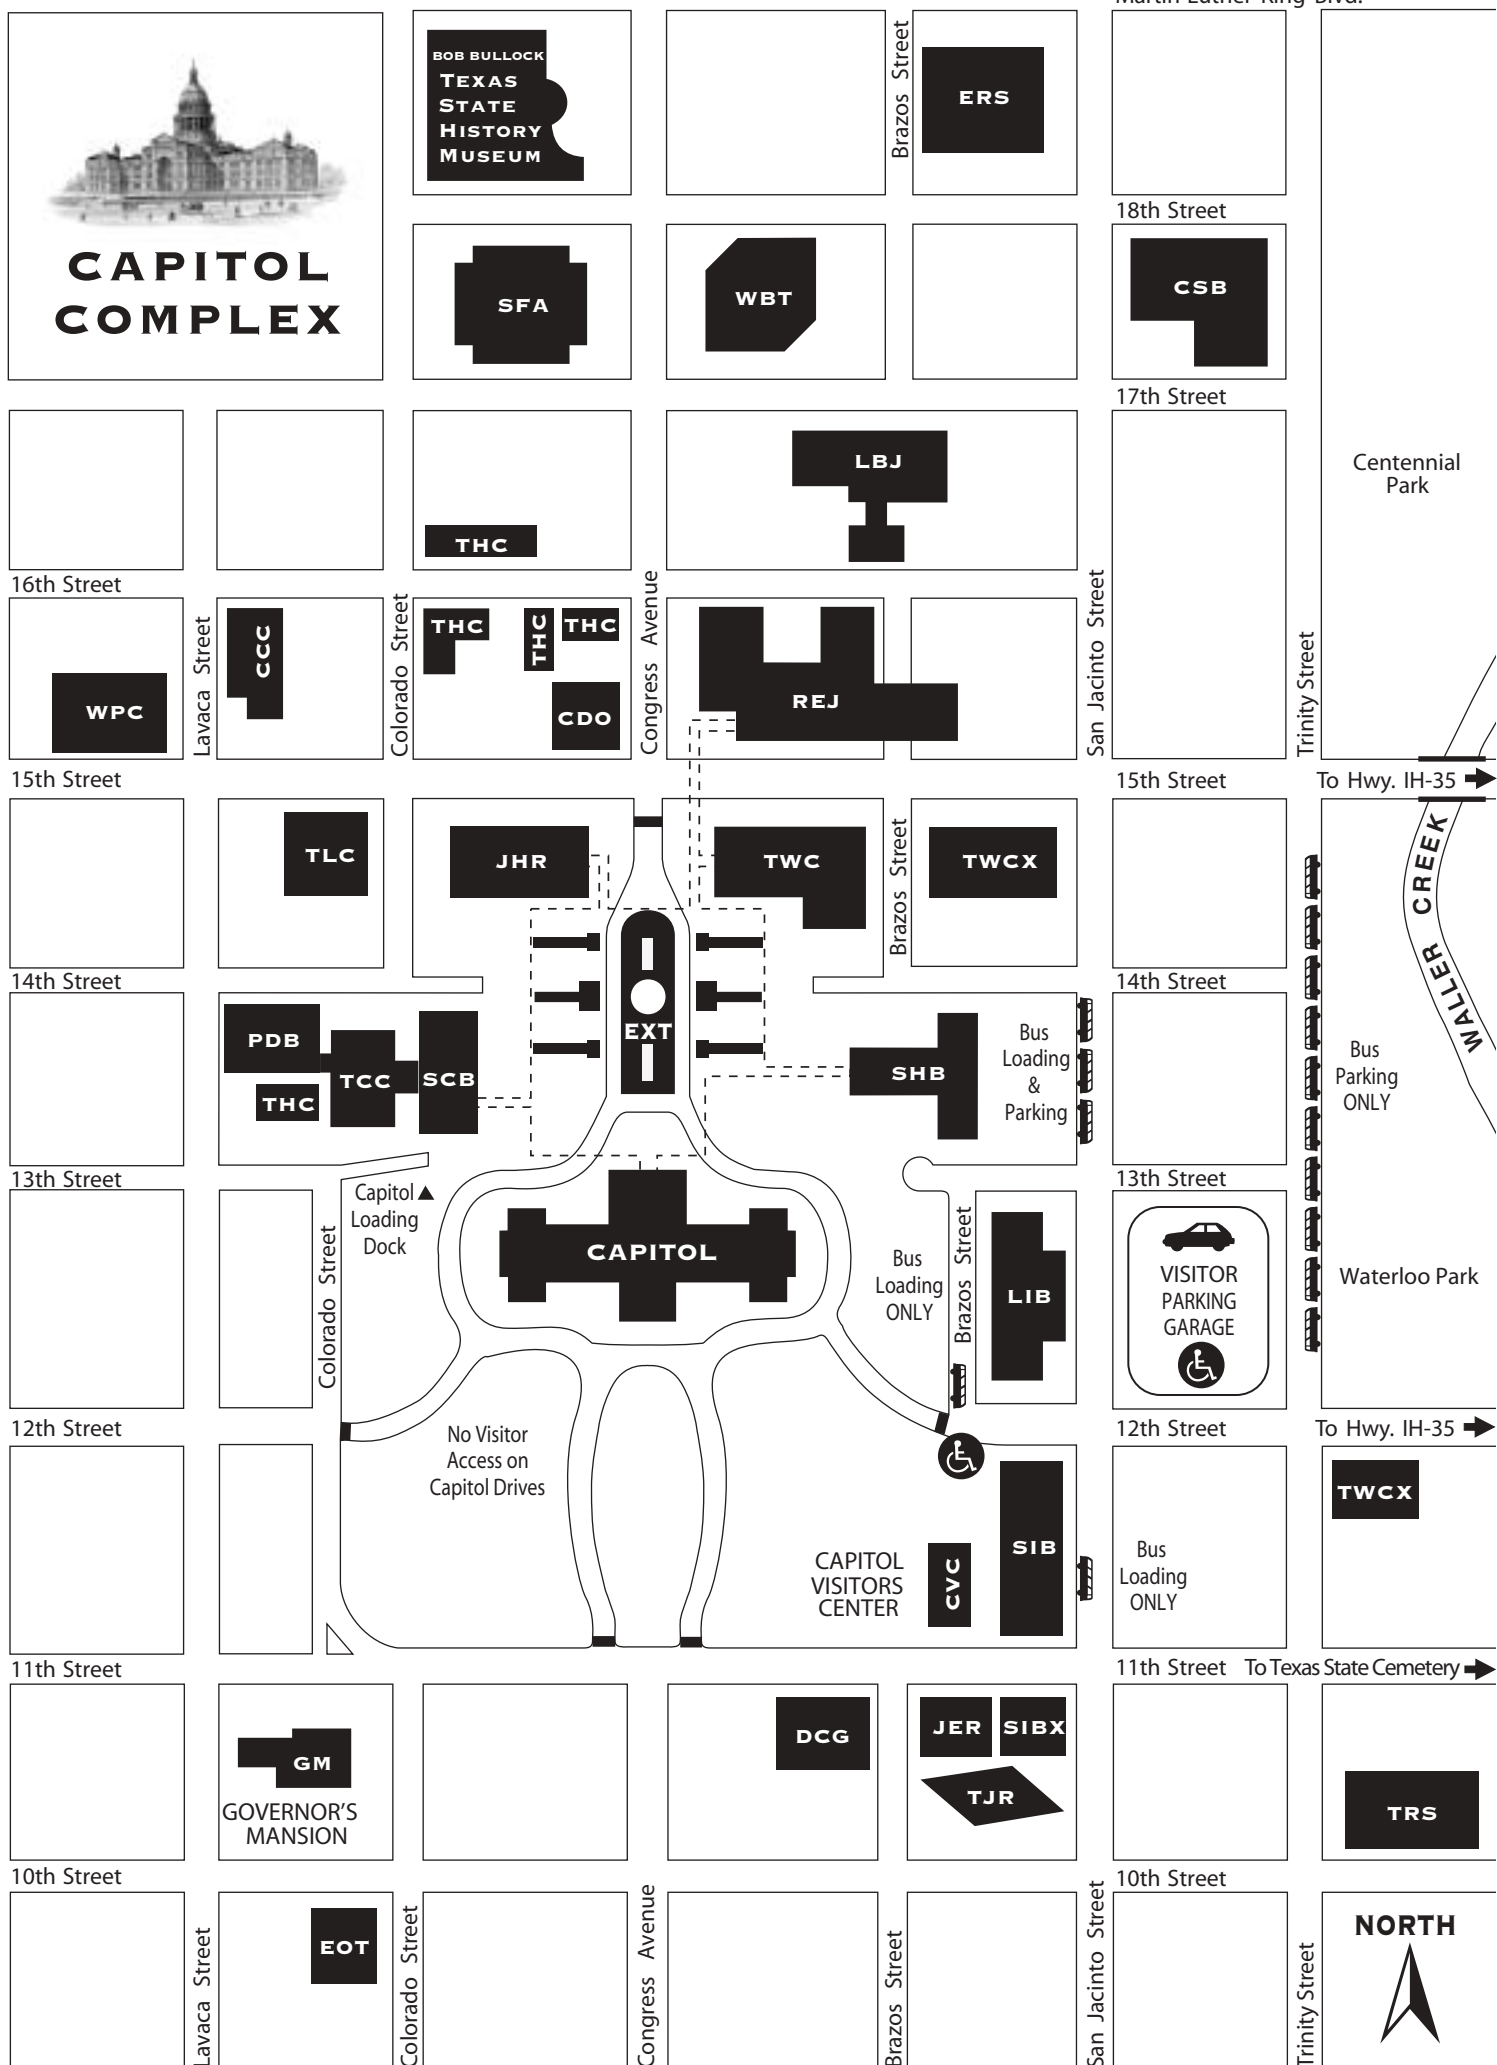 Martin Luther King Blvd.
CAPITOL
COMPLEX
BOB BULLOCK
TEXAS
STATE
HISTORY
MUSEUM
Brazos Street
ERS
18th Street
SFA
WBT
CSB
17th Street
LBJ
Centennial
Park
THC
16th Street
Lavaca Street
CCC
Colorado Street
THC
THC
THC
Congress Avenue
San Jacinto Street
Trinity Street
WPC
CDO
REJ
15th Street
15th Street
To Hwy. IH-35
TLC
JHR
TWC
Brazos Street
TWCX
WALLER CREEK
14th Street
14th Street
EXT
PDB
TCC
SCB
THC
SHB
Bus
Loading
&
Parking
Bus
Parking
ONLY
13th Street
13th Street
Capitol
Loading
Dock
Colorado Street
CAPITOL
Bus
Loading
ONLY
Brazos Street
LIB
VISITOR
PARKING
GARAGE
Waterloo Park
12th Street
12th Street
To Hwy. IH-35
No Visitor
Access on
Capitol Drives
TWCX
CAPITOL
VISITORS
CENTER
CVC
SIB
Bus
Loading
ONLY
11th Street
11th Street
To Texas State Cemetery
GM
GOVERNOR'S
MANSION
DCG
JER
SIBX
TJR
TRS
10th Street
10th Street
Lavaca Street
EOT
Colorado Street
Congress Avenue
Brazos Street
San Jacinto Street
Trinity Street
NORTH